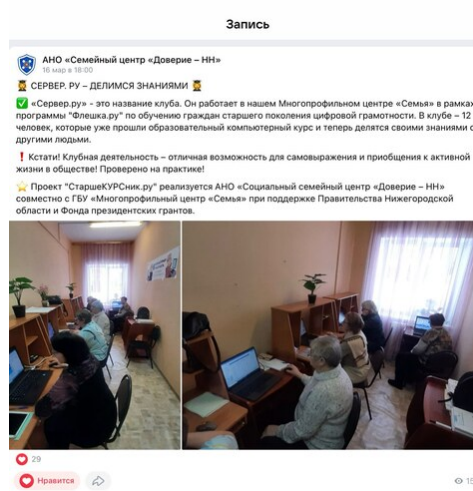 Запись
АНО «Семейный центр «Доверие – НН»
16 мар в 18:00
СЕРВЕР. РУ – ДЕЛИМСЯ ЗНАНИЯМИ
«Сервер.ру» - это название клуба. Он работает в нашем Многопрофильном центре «Семья» в рамках
программы "Флешка.ру" по обучению граждан старшего поколения цифровой грамотности. В клубе – 12
человек, которые уже прошли образовательный компьютерный курс и теперь делятся своими знаниями с
другими людьми.
Кстати! Клубная деятельность – отличная возможность для самовыражения и приобщения к активной
жизни в обществе! Проверено на практике!
Проект "СтаршеКУРСник.ру" реализуется АНО «Социальный семейный центр «Доверие – НН»
совместно с ГБУ «Многопрофильный центр «Семья» при поддержке Правительства Нижегородской
области и Фонда президентских грантов.
29
Нравится